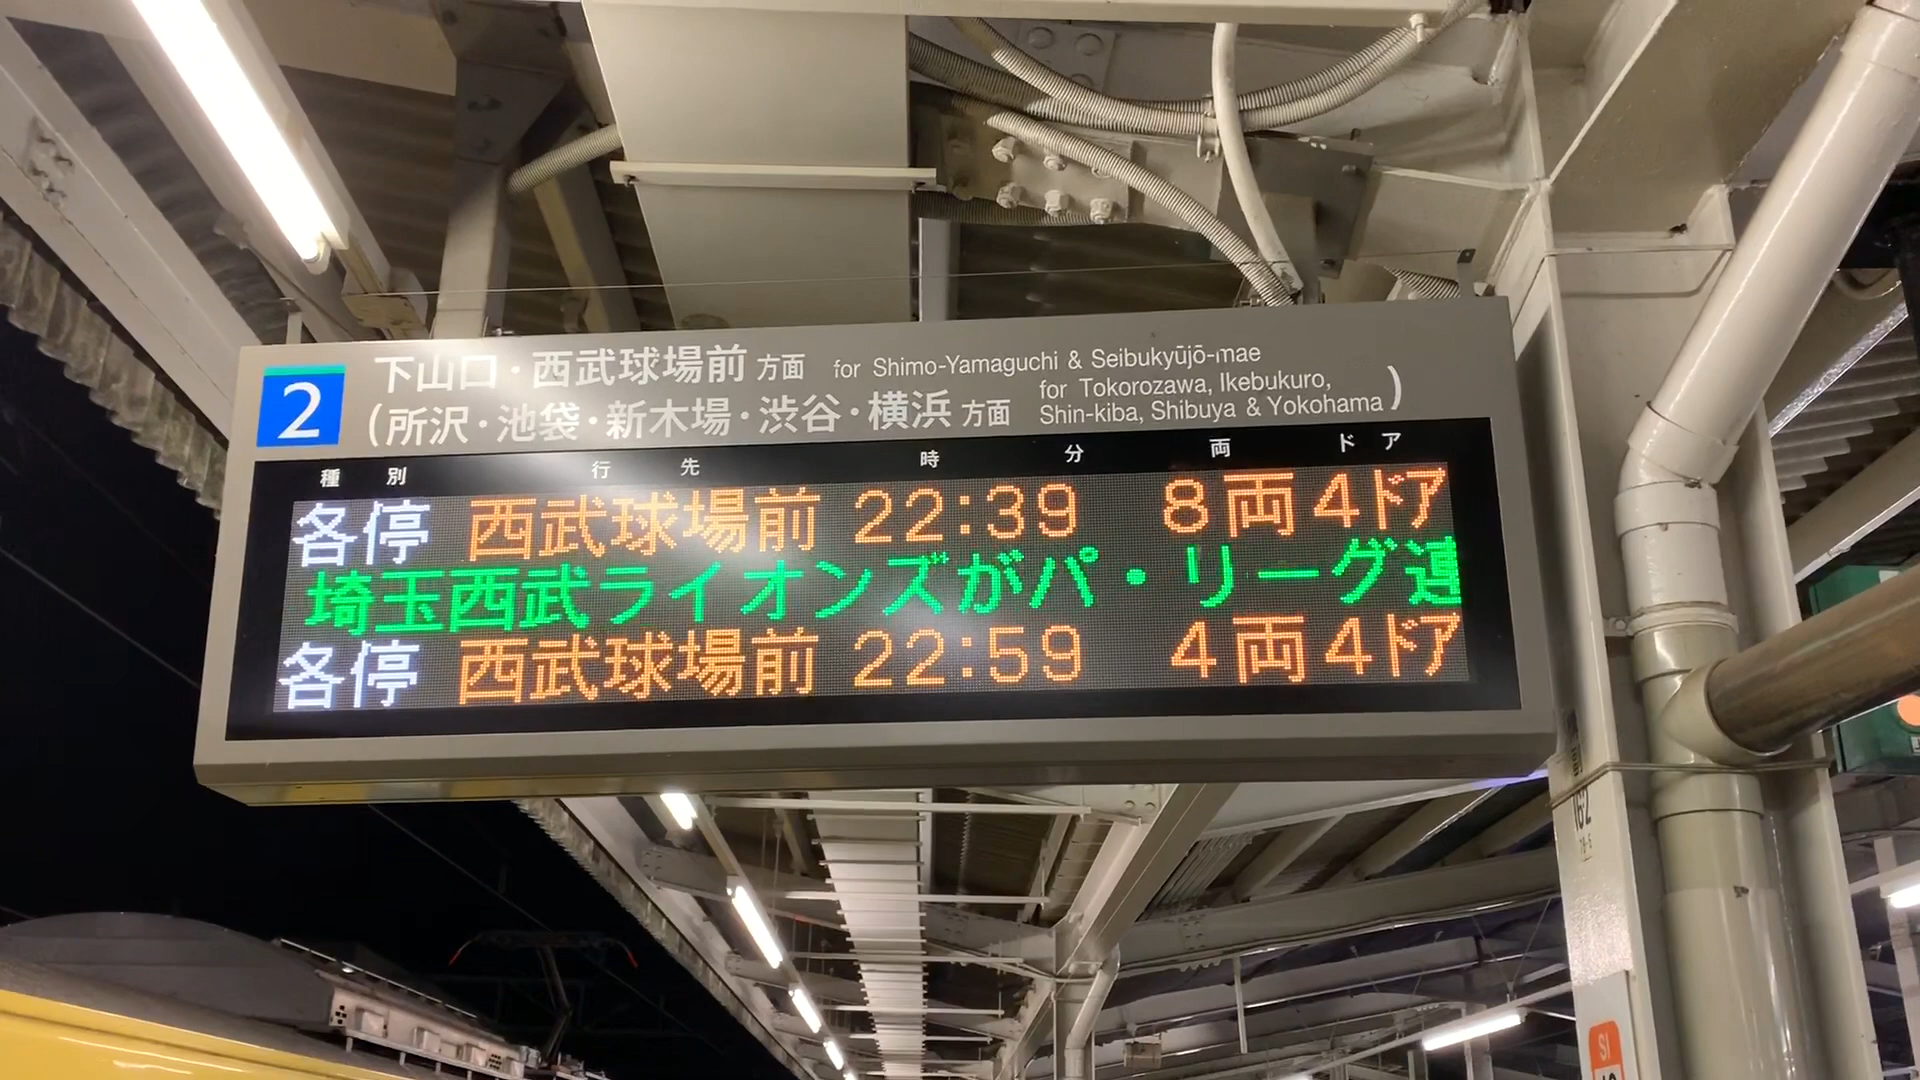 2
下山口・西武球場前 方面 for Shimo-Yamaguchi & Seibukyūjō-mae
(所沢・池袋・新木場・渋谷・横浜 方面 for Tokorozawa, Ikebukuro, Shin-kiba, Shibuya & Yokohama)
種別 行先 時分 両 ドア
各停 西武球場前 22:39 8両 4ドア
埼玉西武ライオンズがパ・リーグ連
各停 西武球場前 22:59 4両 4ドア
SI